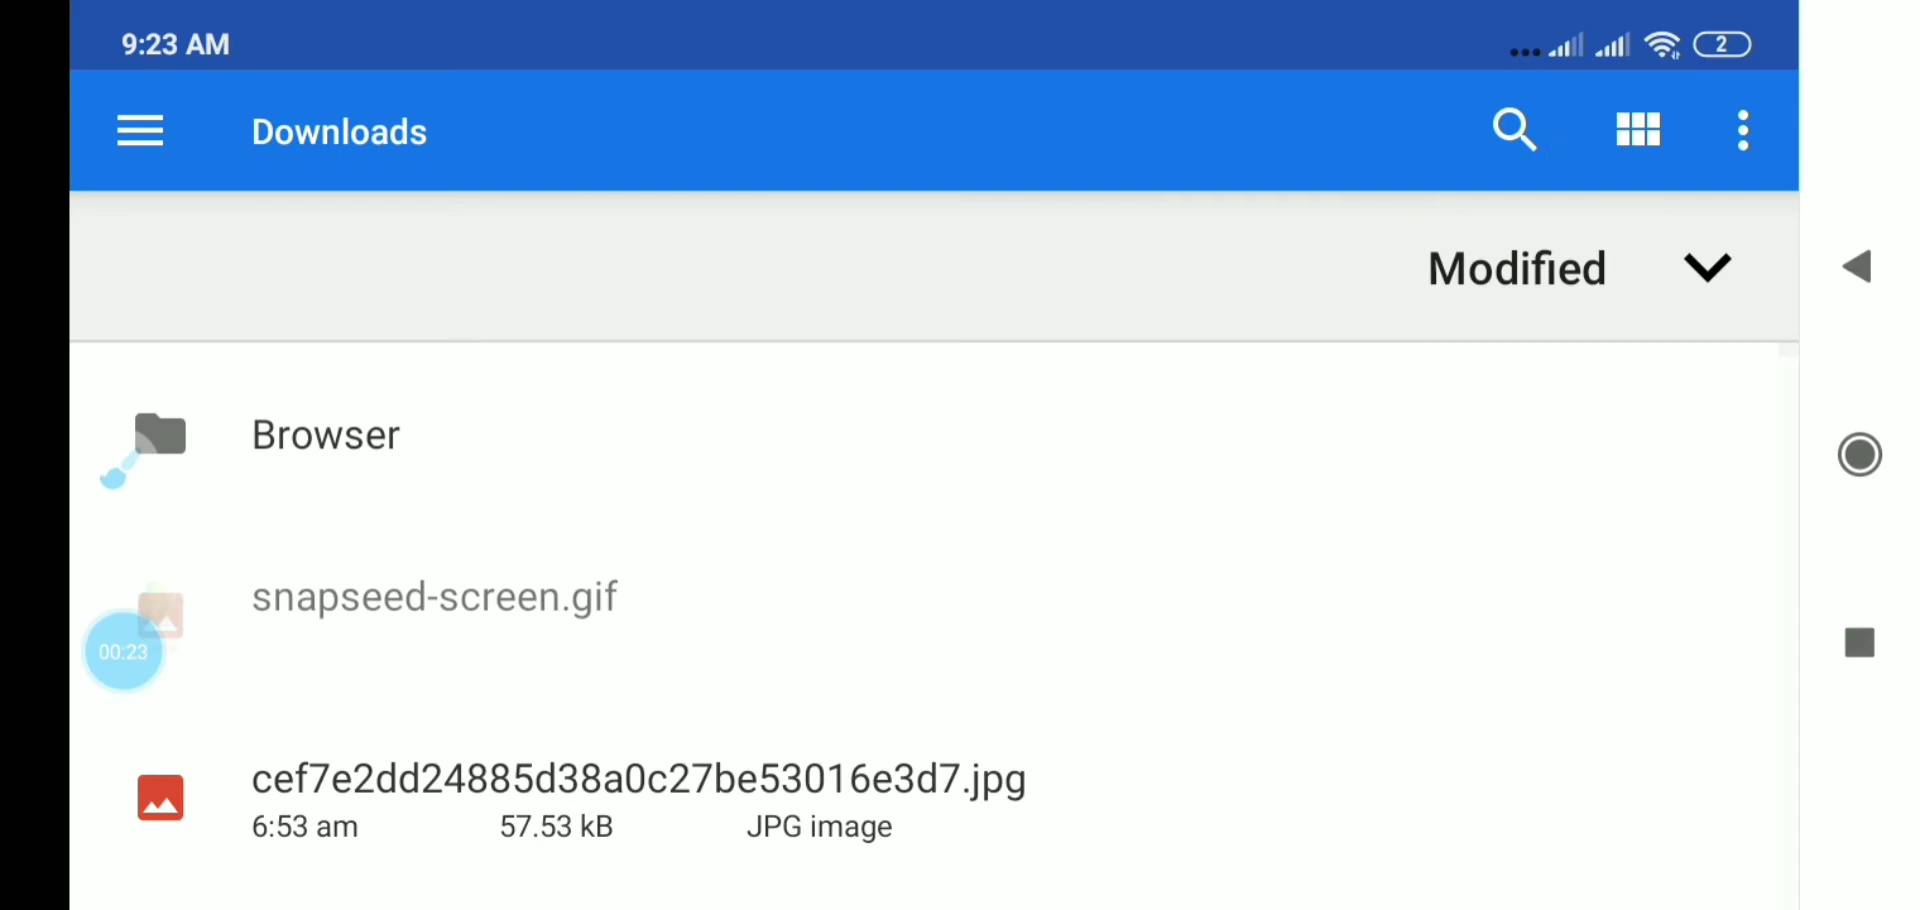 9:23 AM
2
Downloads
Modified
Browser
snapseed-screen.gif
00:23
cef7e2dd24885d38a0c27be53016e3d7.jpg
6:53 am 57.53 kB JPG image